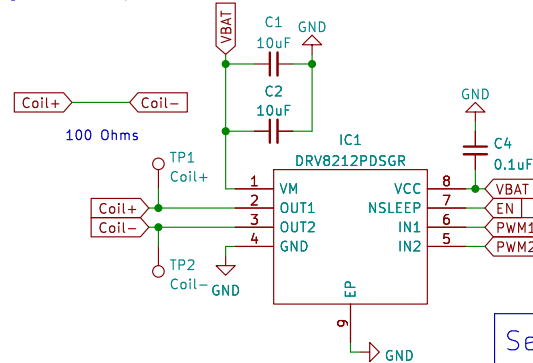 VBAT
C1
10uF
GND
C2
10uF
Coil+
Coil-
100 Ohms
GND
C4
0.1uF
IC1
DRV8212PDSGR
TP1
Coil+
1
VM
VCC
8
VBAT
Coil+
2
OUT1
NSLEEP
7
EN
Coil-
3
OUT2
IN1
6
PWM1
4
GND
IN2
5
PWM2
TP2
Coil-
GND
EP
9
GND
Se